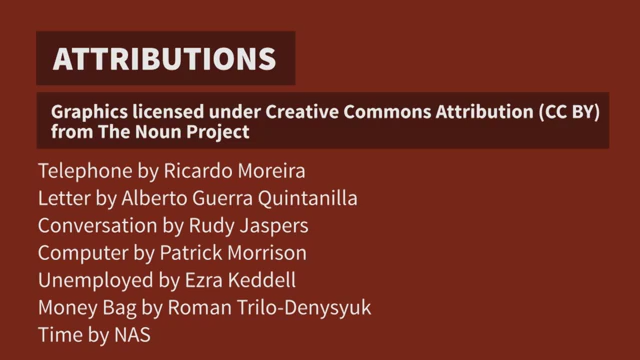 ATTRIBUTIONS
Graphics licensed under Creative Commons Attribution (CC BY)
from The Noun Project
Telephone by Ricardo Moreira
Letter by Alberto Guerra Quintanilla
Conversation by Rudy Jaspers
Computer by Patrick Morrison
Unemployed by Ezra Keddell
Money Bag by Roman Trilo-Denysyuk
Time by NAS